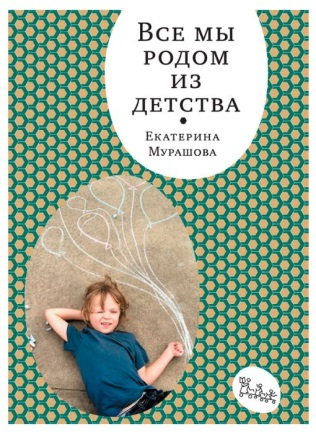 Все мы
родом
из
детства
Екатерина
Мурашова